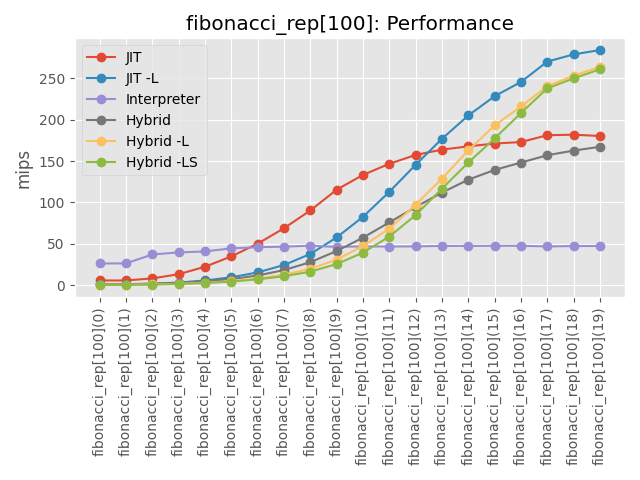 fibonacci_rep[100]: Performance
JIT
JIT -L
Interpreter
Hybrid
Hybrid -L
Hybrid -LS
mips
250
200
150
100
50
0
fibonacci_rep[100](0)
fibonacci_rep[100](1)
fibonacci_rep[100](2)
fibonacci_rep[100](3)
fibonacci_rep[100](4)
fibonacci_rep[100](5)
fibonacci_rep[100](6)
fibonacci_rep[100](7)
fibonacci_rep[100](8)
fibonacci_rep[100](9)
fibonacci_rep[100](10)
fibonacci_rep[100](11)
fibonacci_rep[100](12)
fibonacci_rep[100](13)
fibonacci_rep[100](14)
fibonacci_rep[100](15)
fibonacci_rep[100](16)
fibonacci_rep[100](17)
fibonacci_rep[100](18)
fibonacci_rep[100](19)